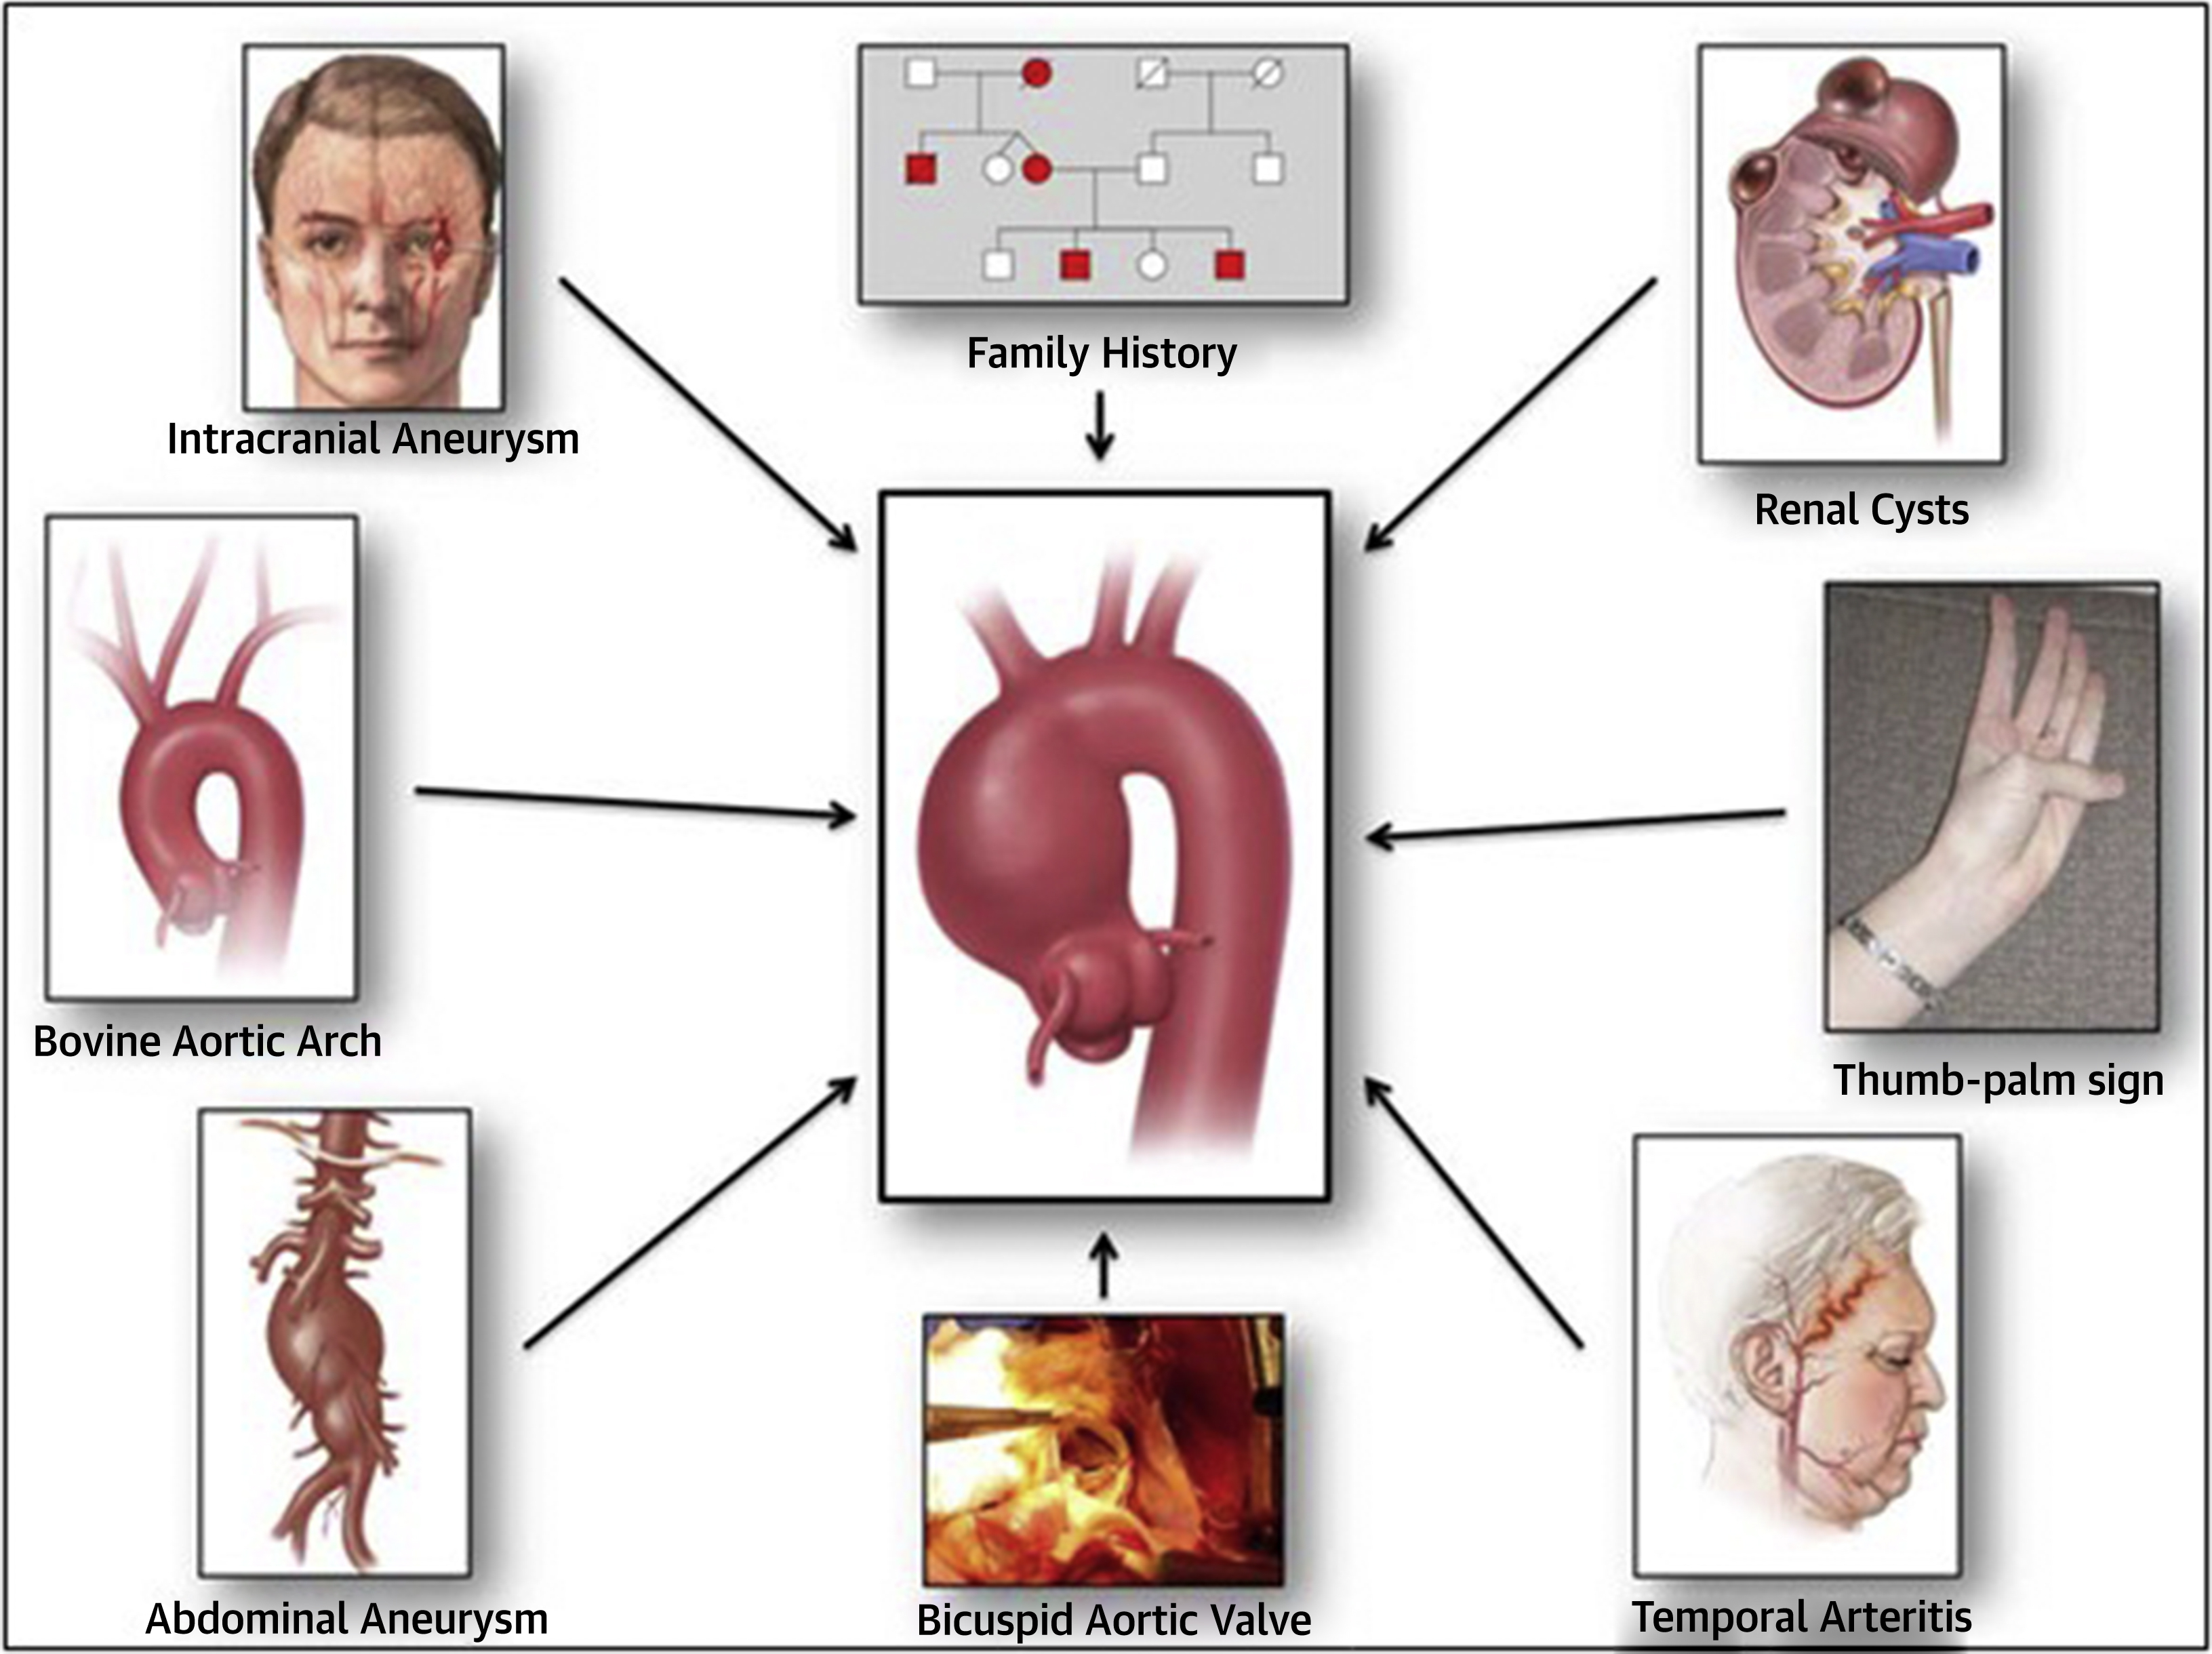 Family History
Intracranial Aneurysm
Renal Cysts
Bovine Aortic Arch
Thumb-palm sign
Abdominal Aneurysm
Bicuspid Aortic Valve
Temporal Arteritis